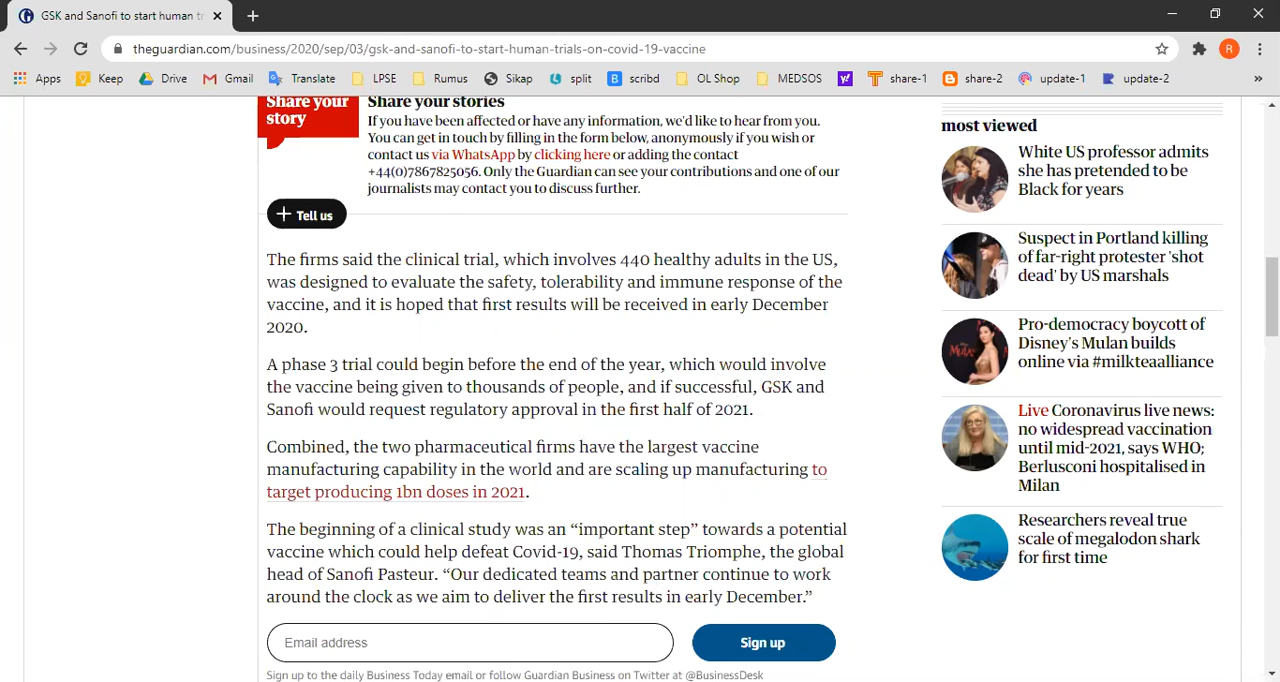 GSK and Sanofi to start human tr
theguardian.com/business/2020/sep/03/gsk-and-sanofi-to-start-human-trials-on-covid-19-vaccine
R
Apps Keep Drive Gmail Translate LPSE Rumus Sikap split scribd OL Shop MEDSOS share-1 share-2 update-1 update-2
Share your
story
Share your stories
If you have been affected or have any information, we'd like to hear from you.
You can get in touch by filling in the form below, anonymously if you wish or
contact us via WhatsApp by clicking here or adding the contact
+44(0)7867825056. Only the Guardian can see your contributions and one of our
journalists may contact you to discuss further.
Tell us
The firms said the clinical trial, which involves 440 healthy adults in the US,
was designed to evaluate the safety, tolerability and immune response of the
vaccine, and it is hoped that first results will be received in early December
2020.
A phase 3 trial could begin before the end of the year, which would involve
the vaccine being given to thousands of people, and if successful, GSK and
Sanofi would request regulatory approval in the first half of 2021.
Combined, the two pharmaceutical firms have the largest vaccine
manufacturing capability in the world and are scaling up manufacturing to
target producing 1bn doses in 2021.
The beginning of a clinical study was an “important step” towards a potential
vaccine which could help defeat Covid-19, said Thomas Triomphe, the global
head of Sanofi Pasteur. “Our dedicated teams and partner continue to work
around the clock as we aim to deliver the first results in early December.”
Email address
Sign up
Sign up to the daily Business Today email or follow Guardian Business on Twitter at @BusinessDesk
most viewed
White US professor admits
she has pretended to be
Black for years
Suspect in Portland killing
of far-right protester 'shot
dead' by US marshals
Pro-democracy boycott of
Disney's Mulan builds
online via #milkteaalliance
Live Coronavirus live news:
no widespread vaccination
until mid-2021, says WHO;
Berlusconi hospitalised in
Milan
Researchers reveal true
scale of megalodon shark
for first time